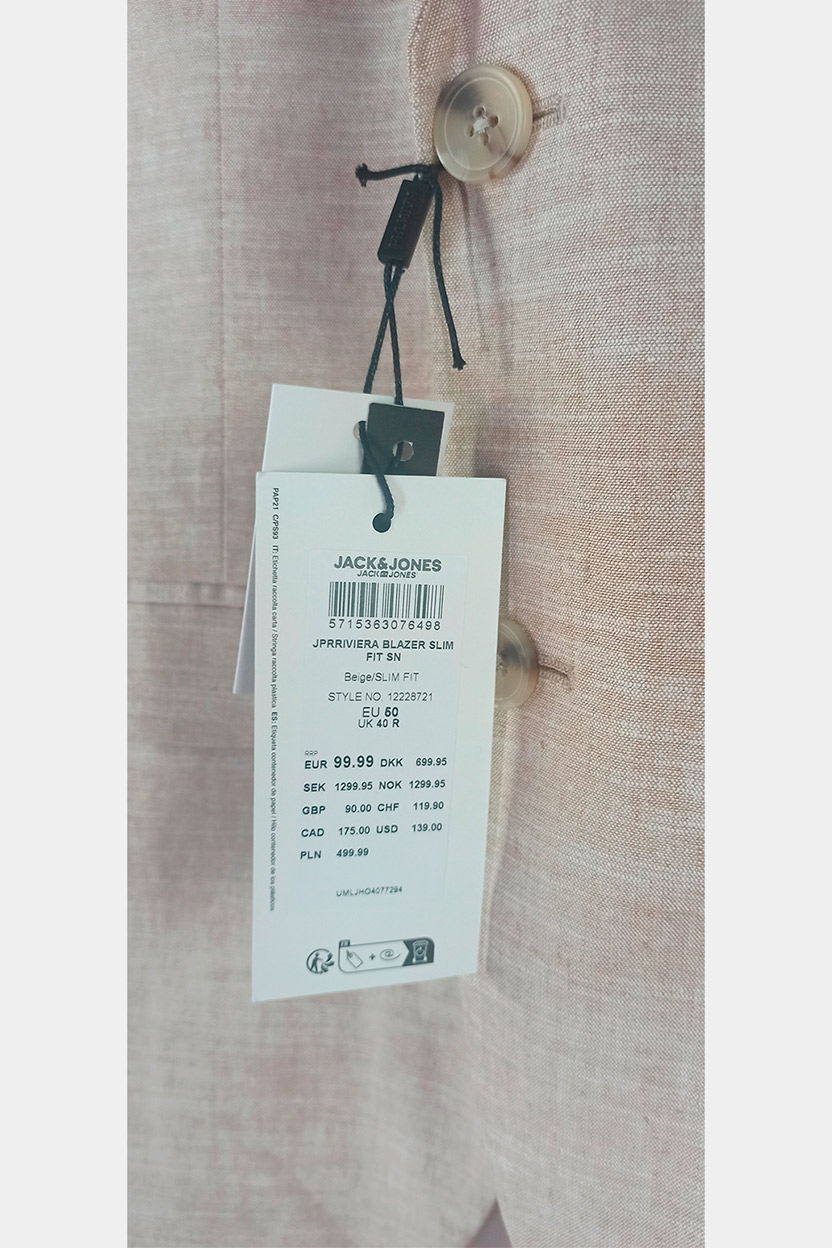 JACK&JONES
JACK&JONES
5715363076498
JPRRIVIERA BLAZER SLIM
FIT SN
Beige/SLIM FIT
STYLE NO. 12228721
EU 50
UK 40 R
RRP
EUR 99.99 DKK 699.95
SEK 1299.95 NOK 1299.95
GBP 90.00 CHF 119.90
CAD 175.00 USD 139.00
PLN 499.99
UMLJHO4077294
FR
PAP21 C/PS93 IT: Etichetta raccolta carta / Stringa raccolta plastica ES: Etiqueta contenedor de papel / Hilo contenedor de los plásticos